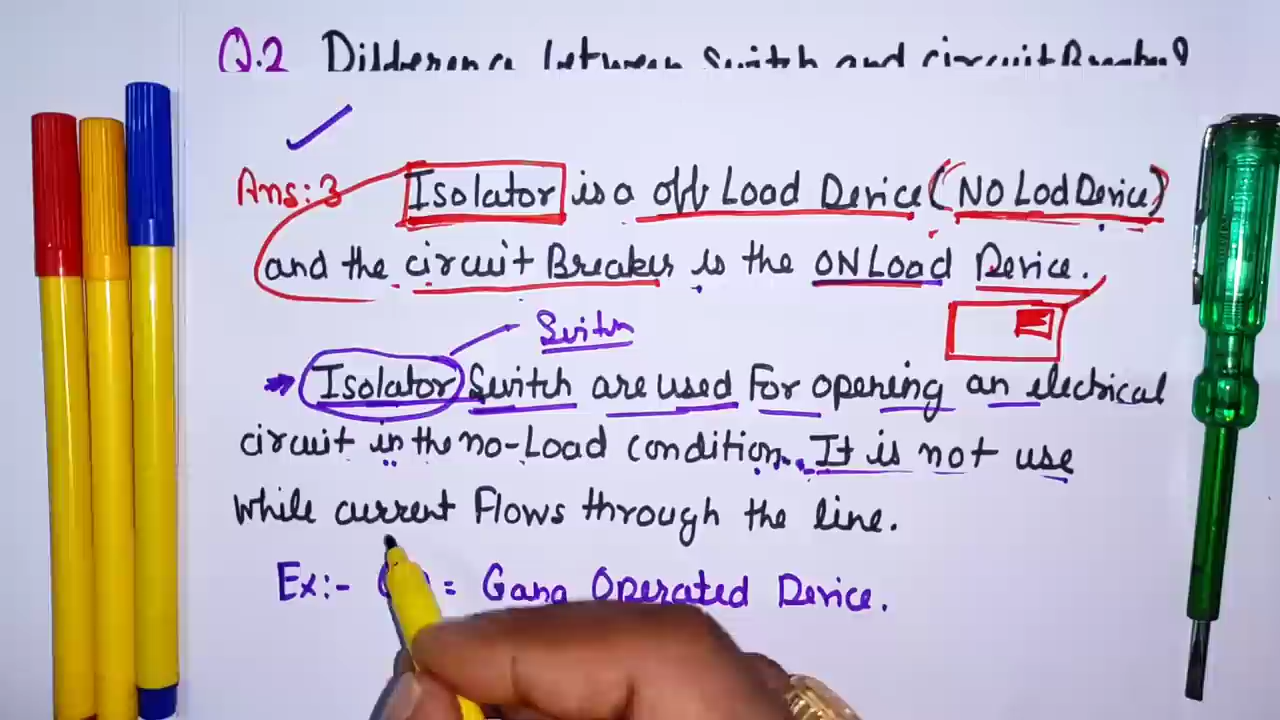 Q.2 Difference between Switch and circuit Breaker?
Ans:3 Isolator is a off Load Device (NO Lod Device)
and the circuit Breaker is the ON Load Device.
Switch
Isolator Switch are used For opening an electrical
circuit in the no-Load condition. It is not use
while current Flows through the line.
Ex:- = Gang Operated Device.